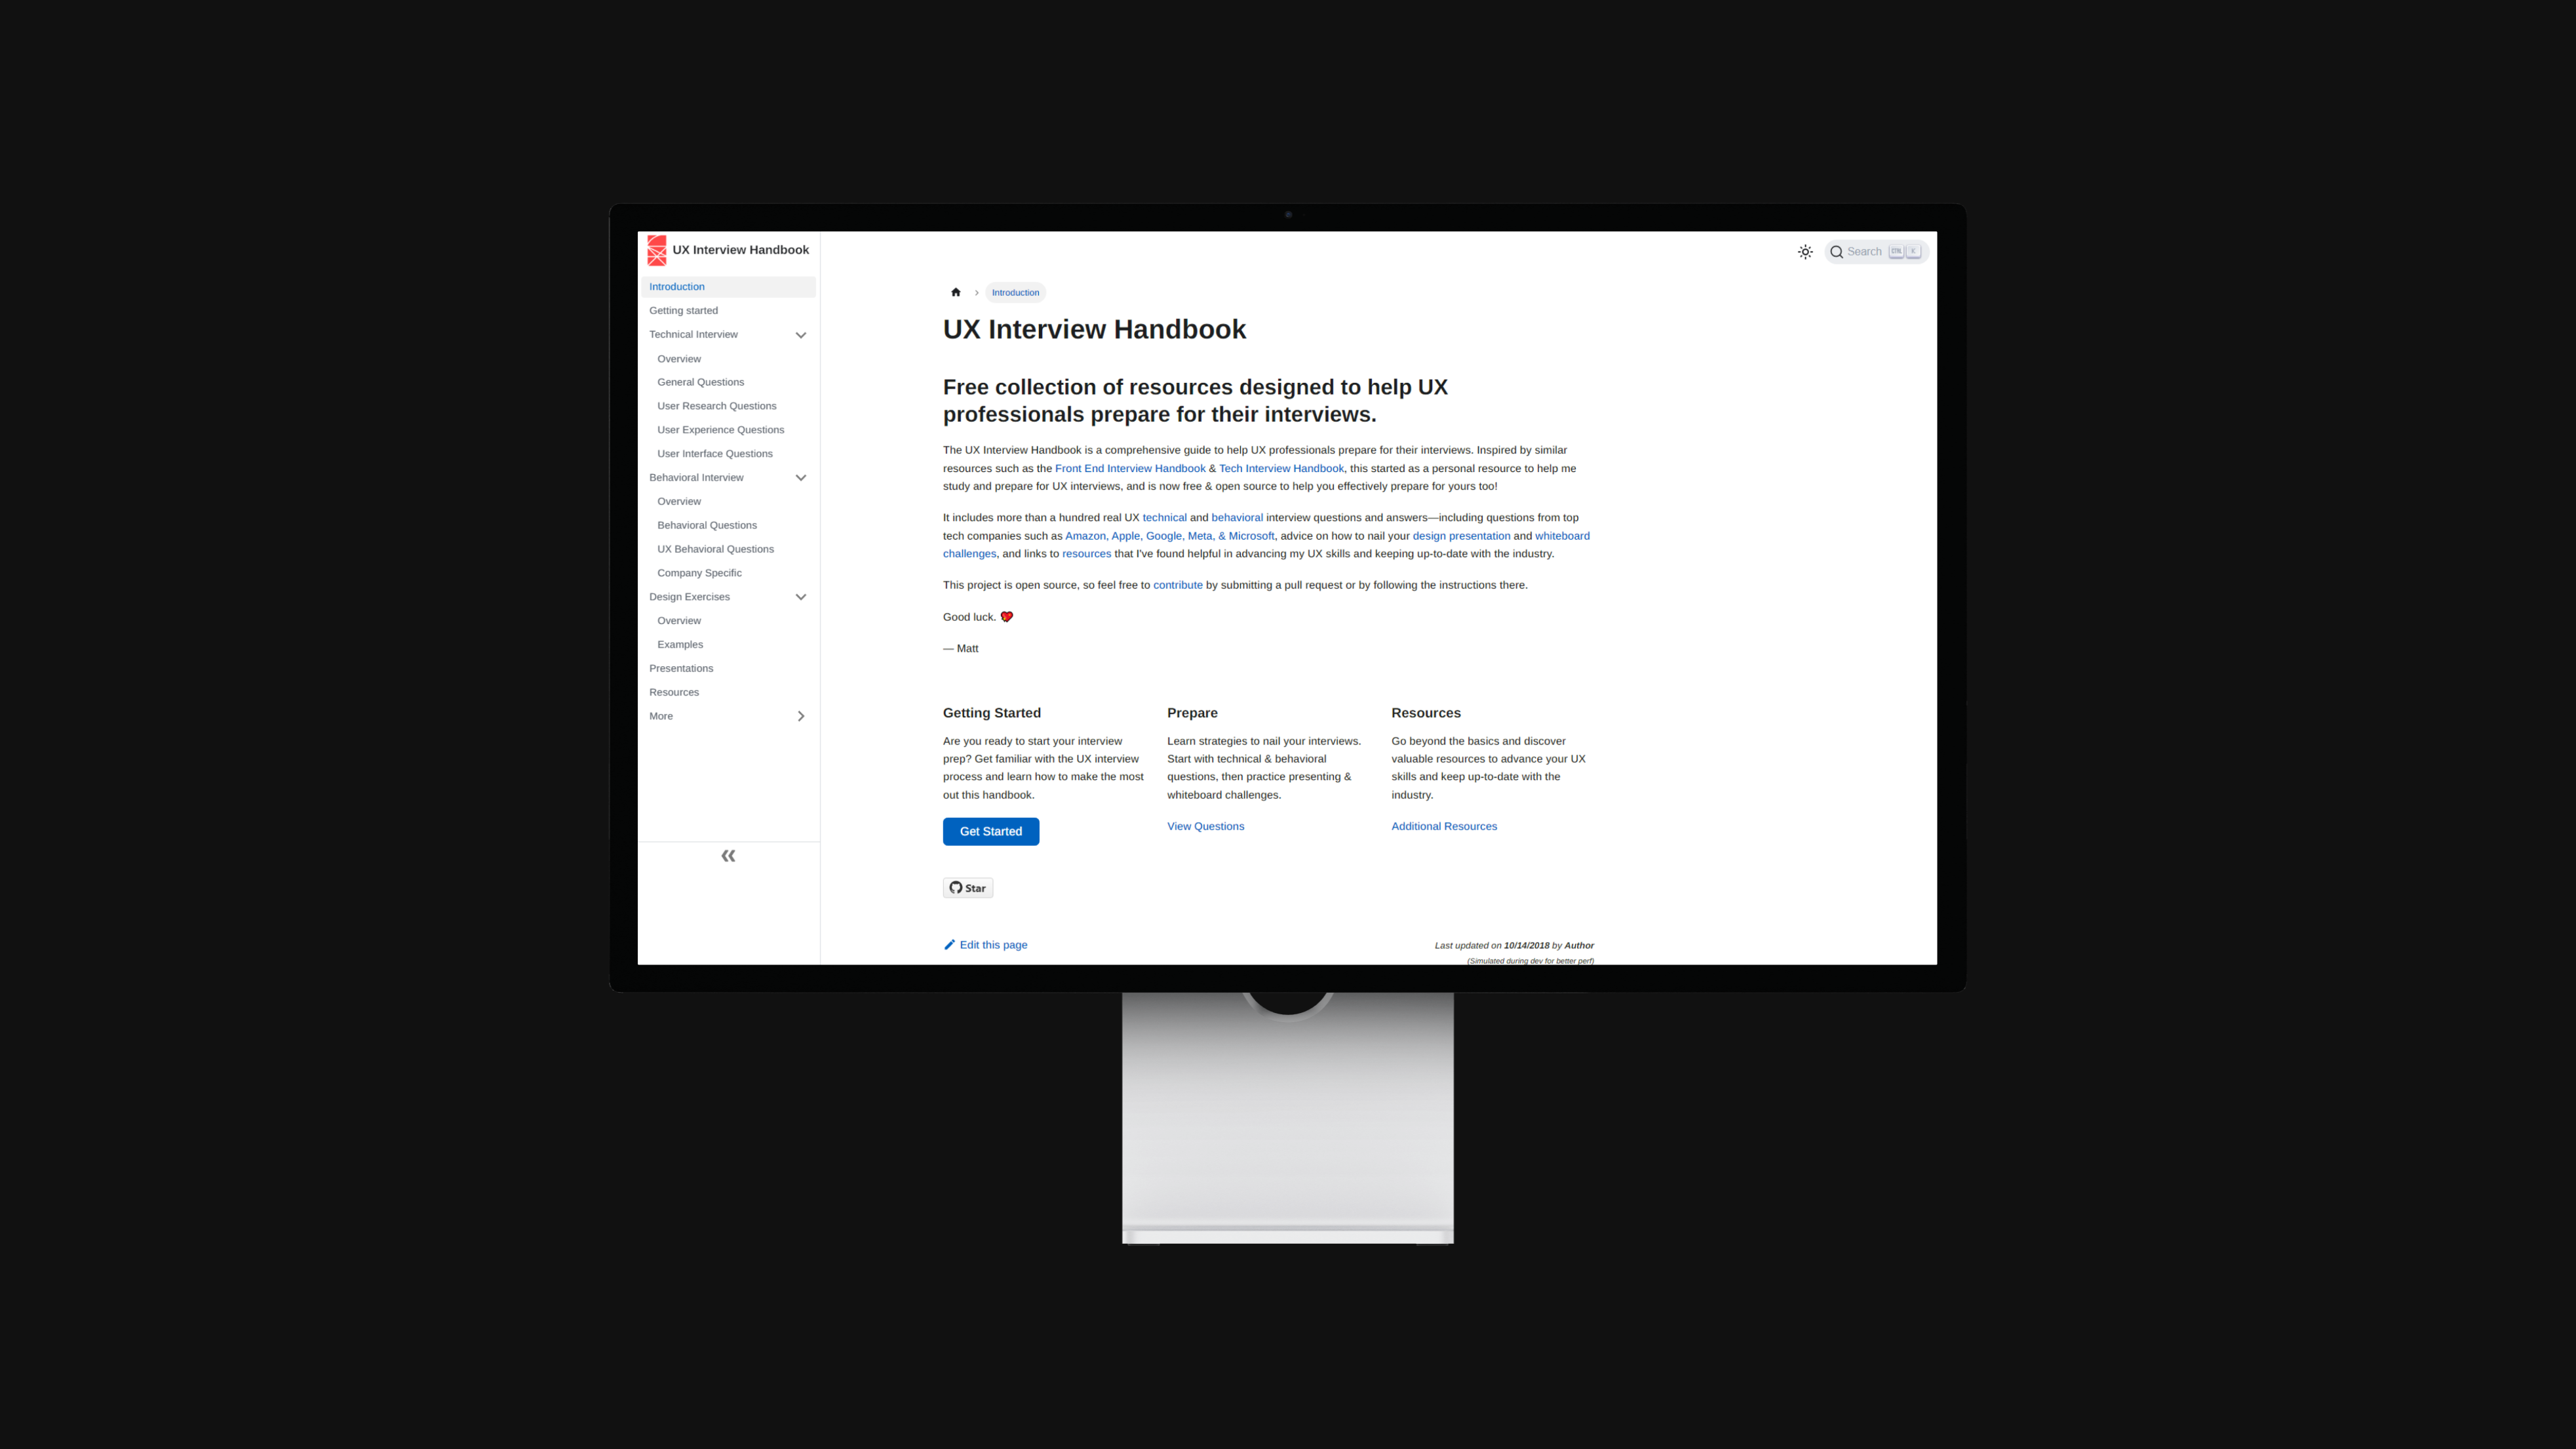 UX Interview Handbook
Search
Introduction
Getting started
Technical Interview
Overview
General Questions
User Research Questions
User Experience Questions
User Interface Questions
Behavioral Interview
Overview
Behavioral Questions
UX Behavioral Questions
Company Specific
Design Exercises
Overview
Examples
Presentations
Resources
More
Introduction
UX Interview Handbook
Free collection of resources designed to help UX
professionals prepare for their interviews.
The UX Interview Handbook is a comprehensive guide to help UX professionals prepare for their interviews. Inspired by similar
resources such as the Front End Interview Handbook & Tech Interview Handbook, this started as a personal resource to help me
study and prepare for UX interviews, and is now free & open source to help you effectively prepare for yours too!
It includes more than a hundred real UX technical and behavioral interview questions and answers—including questions from top
tech companies such as Amazon, Apple, Google, Meta, & Microsoft, advice on how to nail your design presentation and whiteboard
challenges, and links to resources that I've found helpful in advancing my UX skills and keeping up-to-date with the industry.
This project is open source, so feel free to contribute by submitting a pull request or by following the instructions there.
Good luck. 💖
— Matt
Getting Started
Are you ready to start your interview
prep? Get familiar with the UX interview
process and learn how to make the most
out this handbook.
Get Started
Prepare
Learn strategies to nail your interviews.
Start with technical & behavioral
questions, then practice presenting &
whiteboard challenges.
View Questions
Resources
Go beyond the basics and discover
valuable resources to advance your UX
skills and keep up-to-date with the
industry.
Additional Resources
Star
Edit this page
Last updated on 10/14/2018 by Author
(Simulated during dev for better perf)